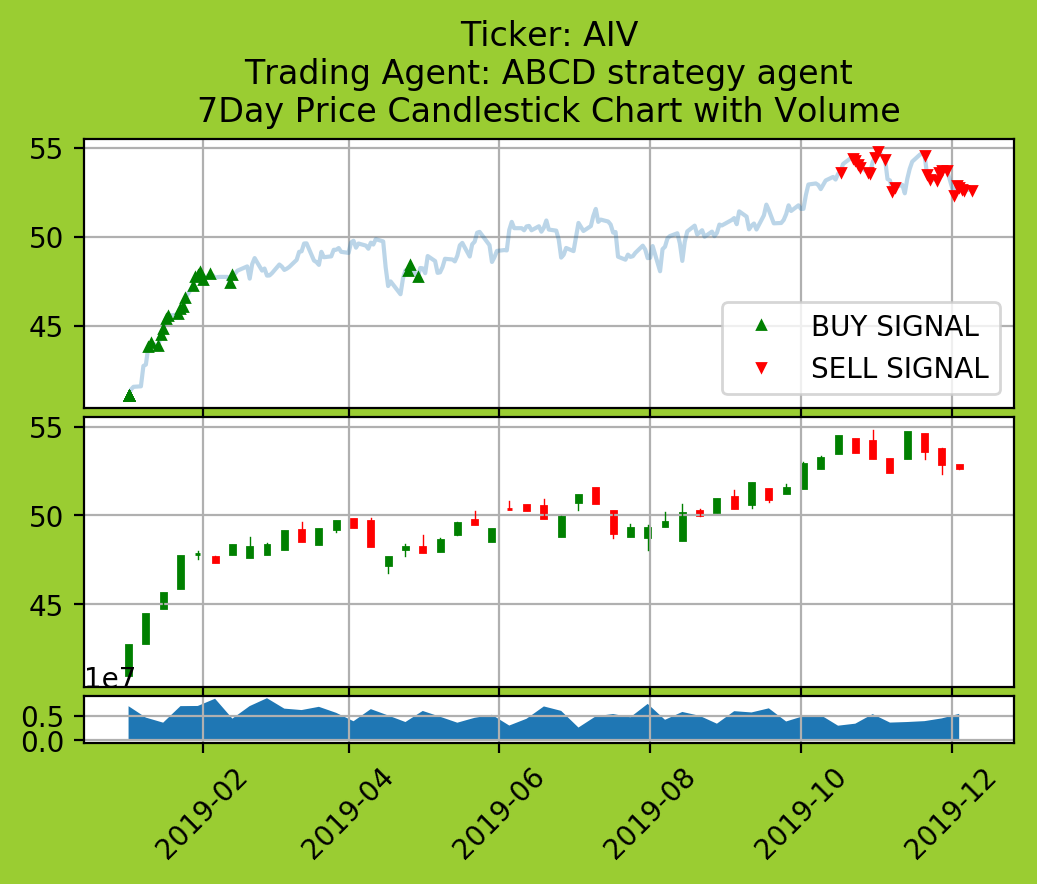 Ticker: AIV
Trading Agent: ABCD strategy agent
7Day Price Candlestick Chart with Volume
55
50
45
BUY SIGNAL
SELL SIGNAL
55
50
45
1e7
0.5
0.0
2019-02
2019-04
2019-06
2019-08
2019-10
2019-12